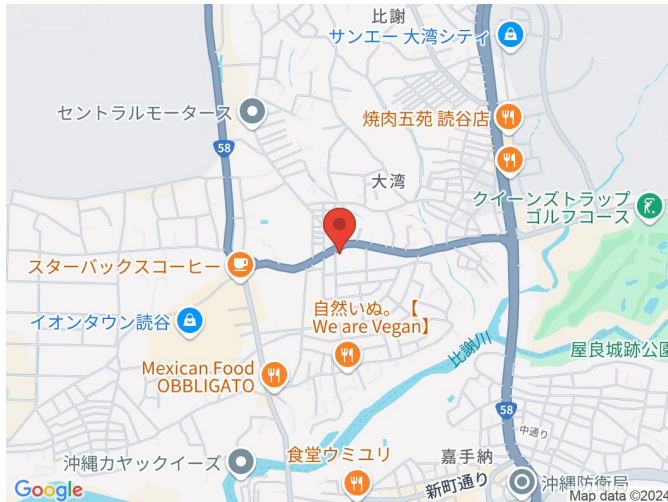 比謝
サンエー 大湾シティ
セントラルモータース
焼肉五苑 読谷店
58
大湾
クイーンズトラップ
ゴルフコース
スターバックスコーヒー
自然いぬ。【
We are Vegan】
イオンタウン読谷
比謝川
屋良城跡公園
Mexican Food
OBBLIGATO
58
中通り
嘉手納
沖縄カヤックイーズ
食堂ウミユリ
新町通り
沖縄防衛局
Google
Map data ©2024